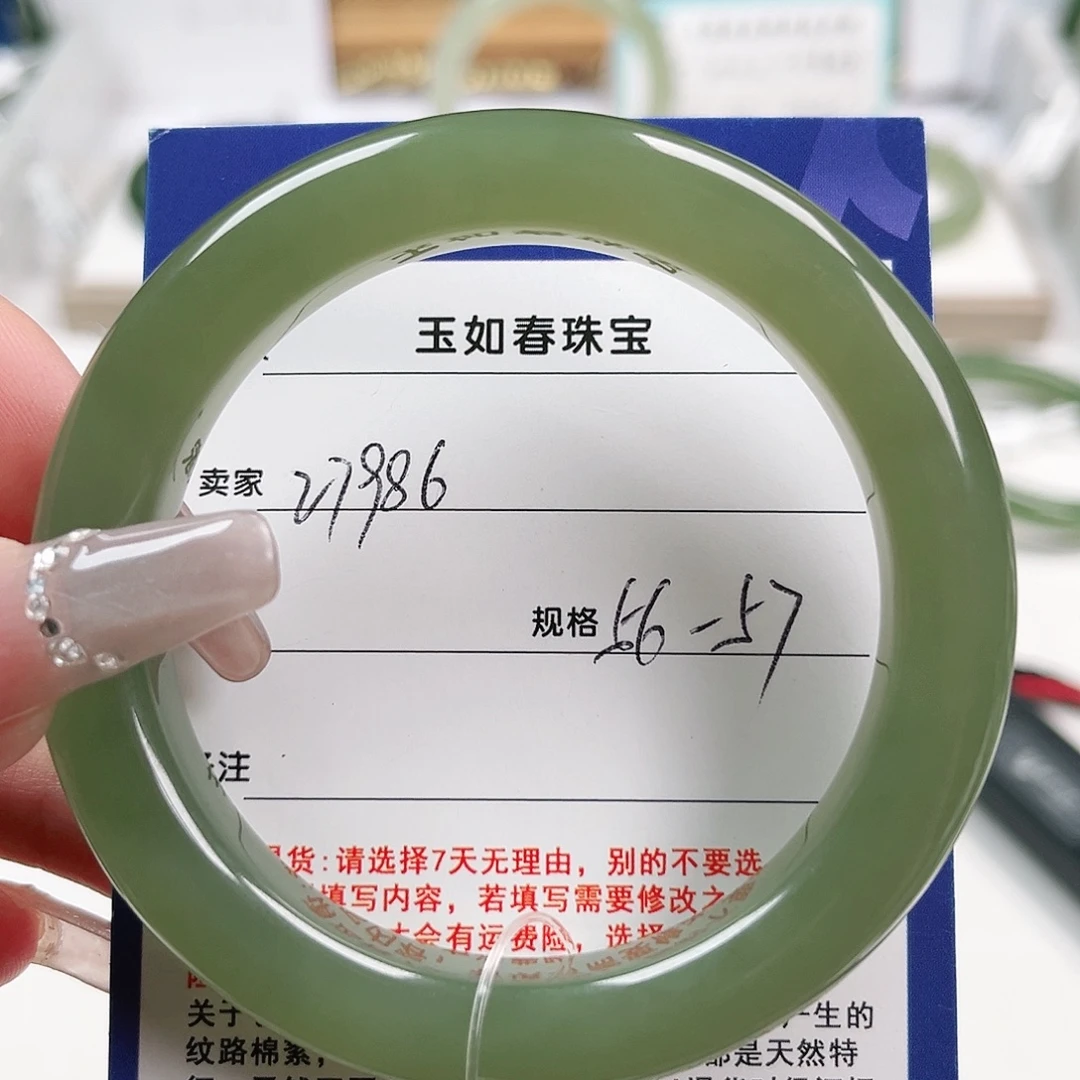 玉如春珠宝
卖家 27986
规格 56-57
注
货:请选择7天无理由,别的不要选
填写内容,若填写需要修改之
会有运费险,选择
关于 产生的
纹路棉絮, 都是天然特